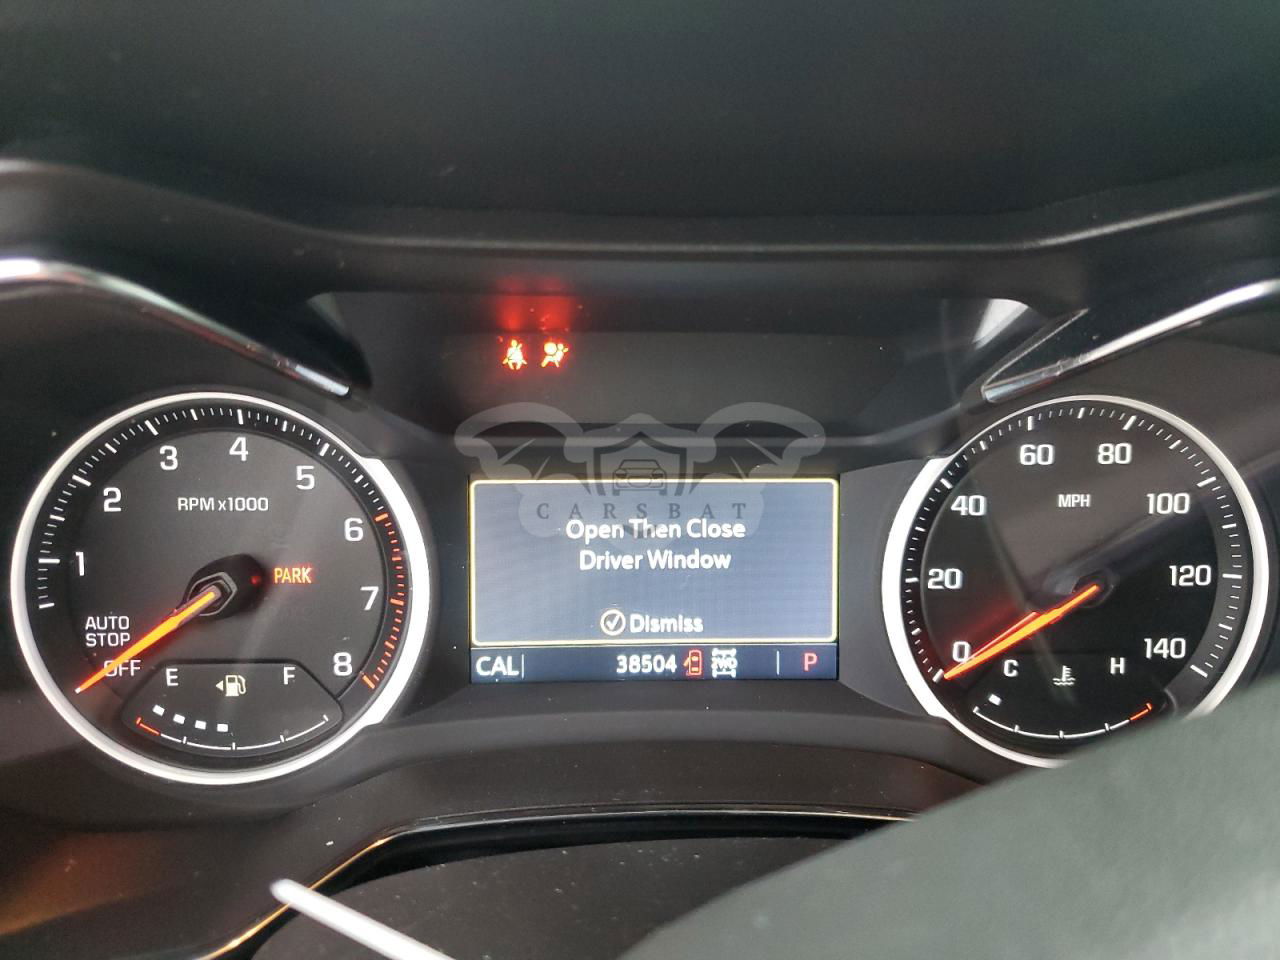 1
2
3
4
5
6
7
8
RPM x1000
PARK
AUTO
STOP
OFF
E
F
CARSBAT
Open Then Close
Driver Window
Dismiss
CAL
38504
2WD
P
0
20
40
60
80
100
120
140
MPH
C
H